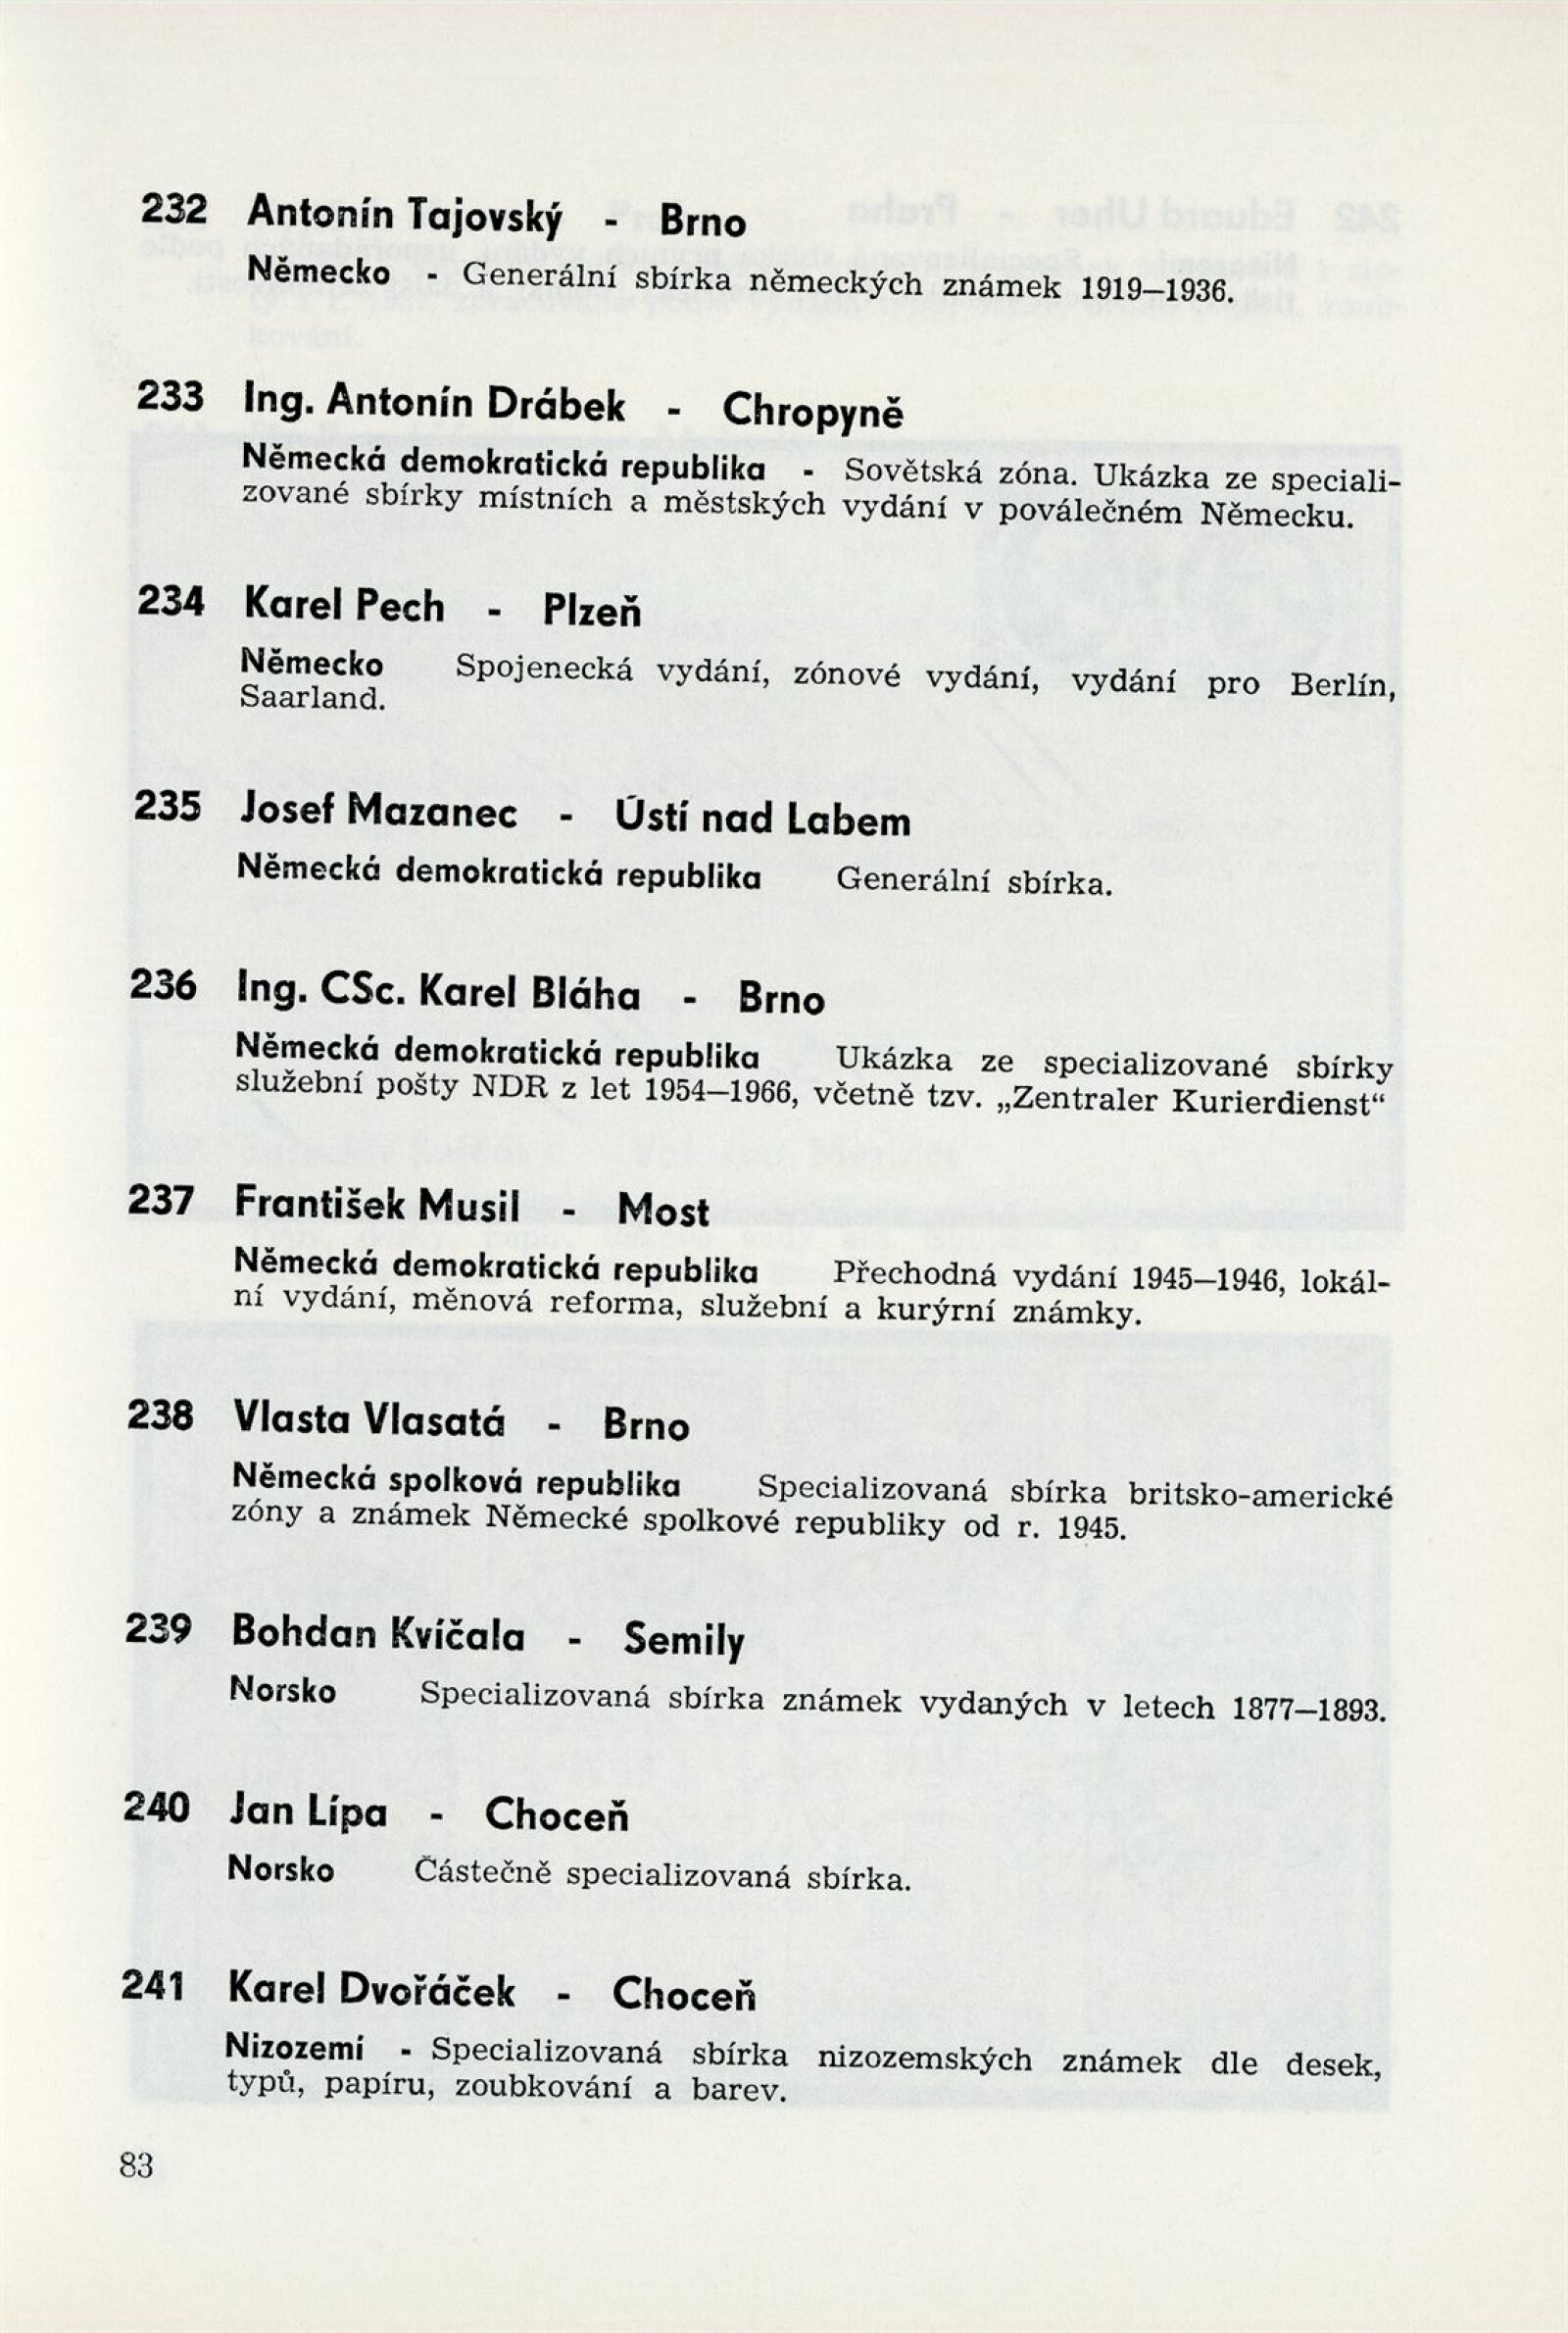 232 Antonín Tajovský - Brno
Německo - Generální sbírka německých známek 1919—1936.
233 Ing. Antonín Drábek - Chropyně
Německá demokratická republika - Sovětská zóna. Ukázka ze speciali-
zované sbírky místních a městských vydání v poválečném Německu.
234 Karel Pech - Plzeň
Německo Spojenecká vydání, zónové vydání, vydání pro Berlín,
Saarland.
235 Josef Mazanec - Ústí nad Labem
Německá demokratická republika Generální sbírka.
236 Ing. CSc. Karel Bláha - Brno
Německá demokratická republika Ukázka ze specializované sbírky
služební pošty NDR z let 1954—1966, včetně tzv. „Zentraler Kurierdienst“
237 František Musil - Most
Německá demokratická republika Přechodná vydání 1945—1946, lokál-
ní vydání, měnová reforma, služební a kurýrní známky.
238 Vlasta Vlasatá - Brno
Německá spolková republika Specializovaná sbírka britsko-americké
zóny a známek Německé spolkové republiky od r. 1945.
239 Bohdan Kvíčala - Semily
Norsko Specializovaná sbírka známek vydaných v letech 1877—1893.
240 Jan Lípa - Choceň
Norsko Částečně specializovaná sbírka.
241 Karel Dvořáček - Choceň
Nizozemí - Specializovaná sbírka nizozemských známek dle desek,
typů, papíru, zoubkování a barev.
83